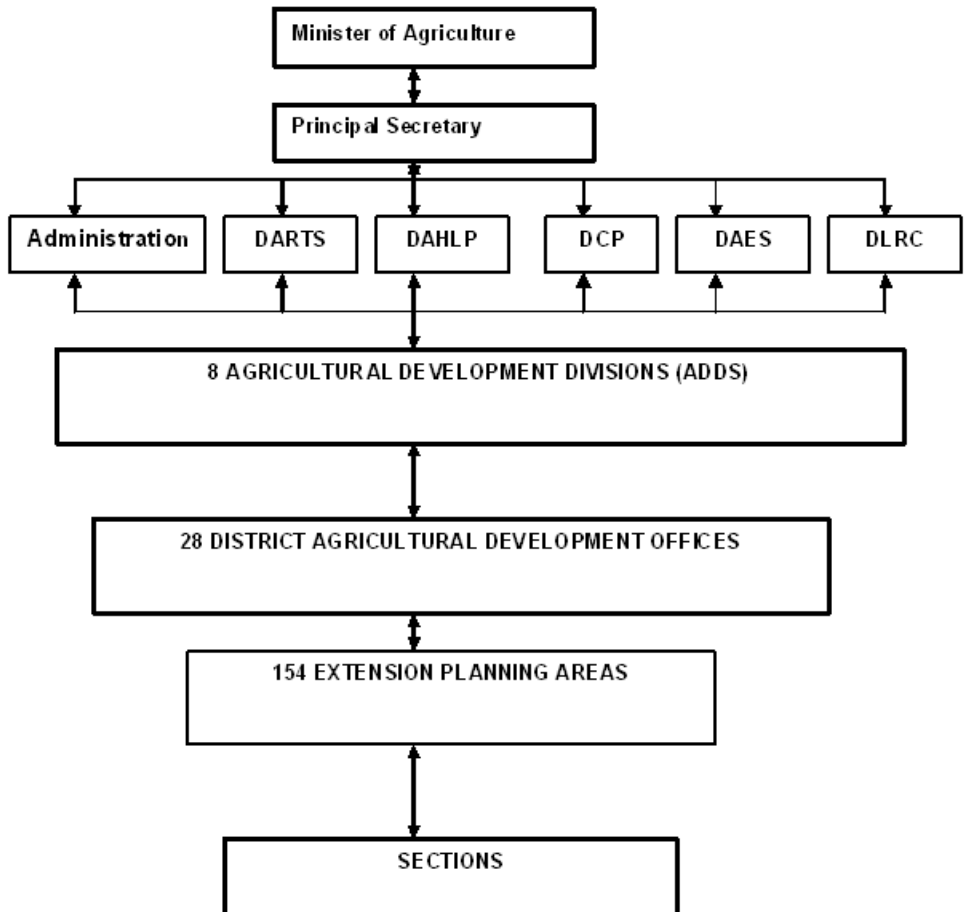 Minister of Agriculture
Principal Secretary
Administration
DARTS
DAHLP
DCP
DAES
DLRC
8 AGRICULTURAL DEVELOPMENT DIVISIONS (ADDS)
28 DISTRICT AGRICULTURAL DEVELOPMENT OFFICES
154 EXTENSION PLANNING AREAS
SECTIONS